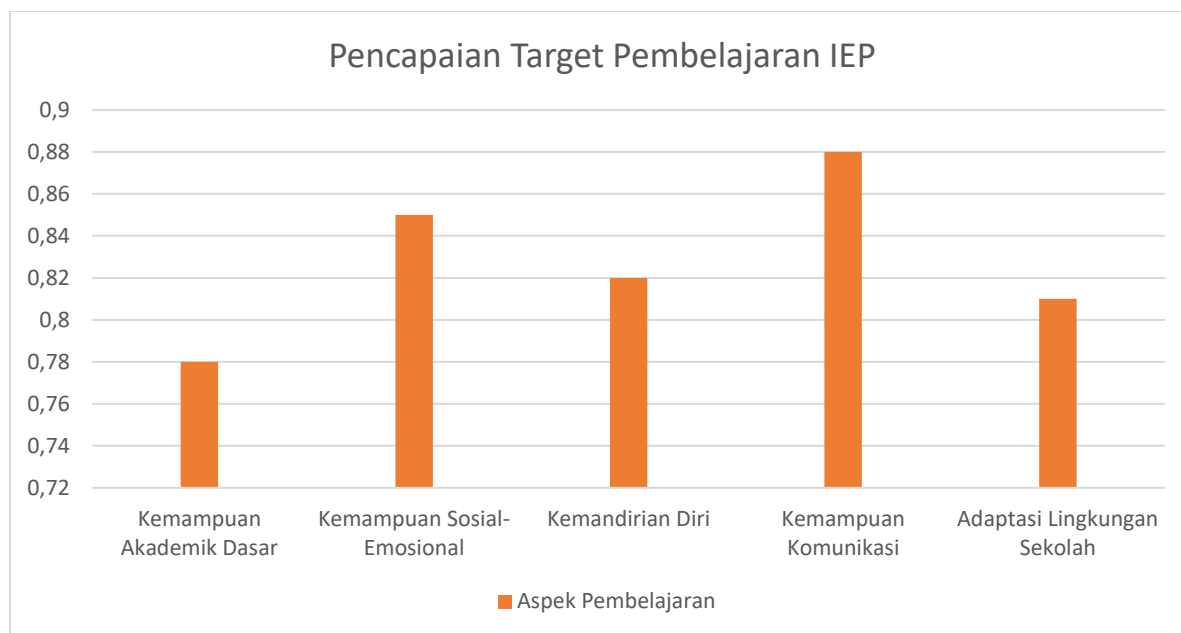 Pencapaian Target Pembelajaran IEP
0,9
0,88
0,86
0,84
0,82
0,8
0,78
0,76
0,74
0,72
Kemampuan
Akademik Dasar
Kemampuan Sosial-
Emosional
Kemandirian Diri
Kemampuan
Komunikasi
Adaptasi Lingkungan
Sekolah
Aspek Pembelajaran